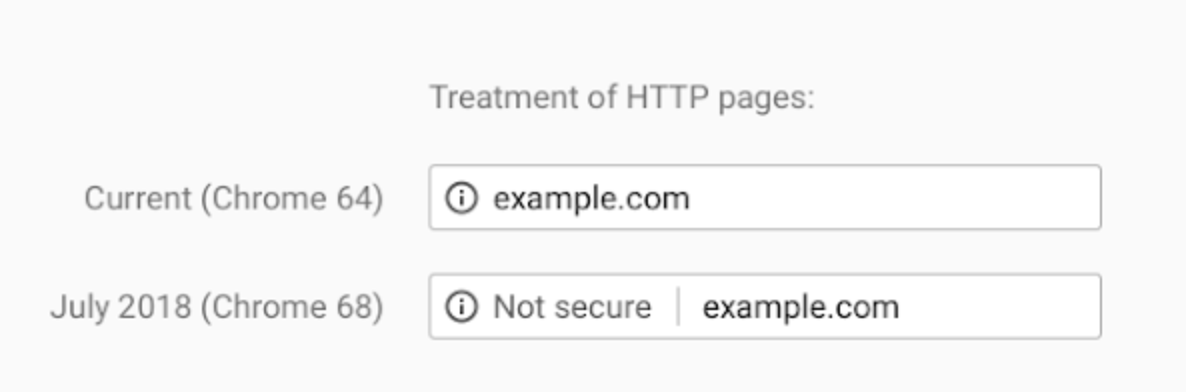 Treatment of HTTP pages:
Current (Chrome 64) example.com
July 2018 (Chrome 68) Not secure | example.com